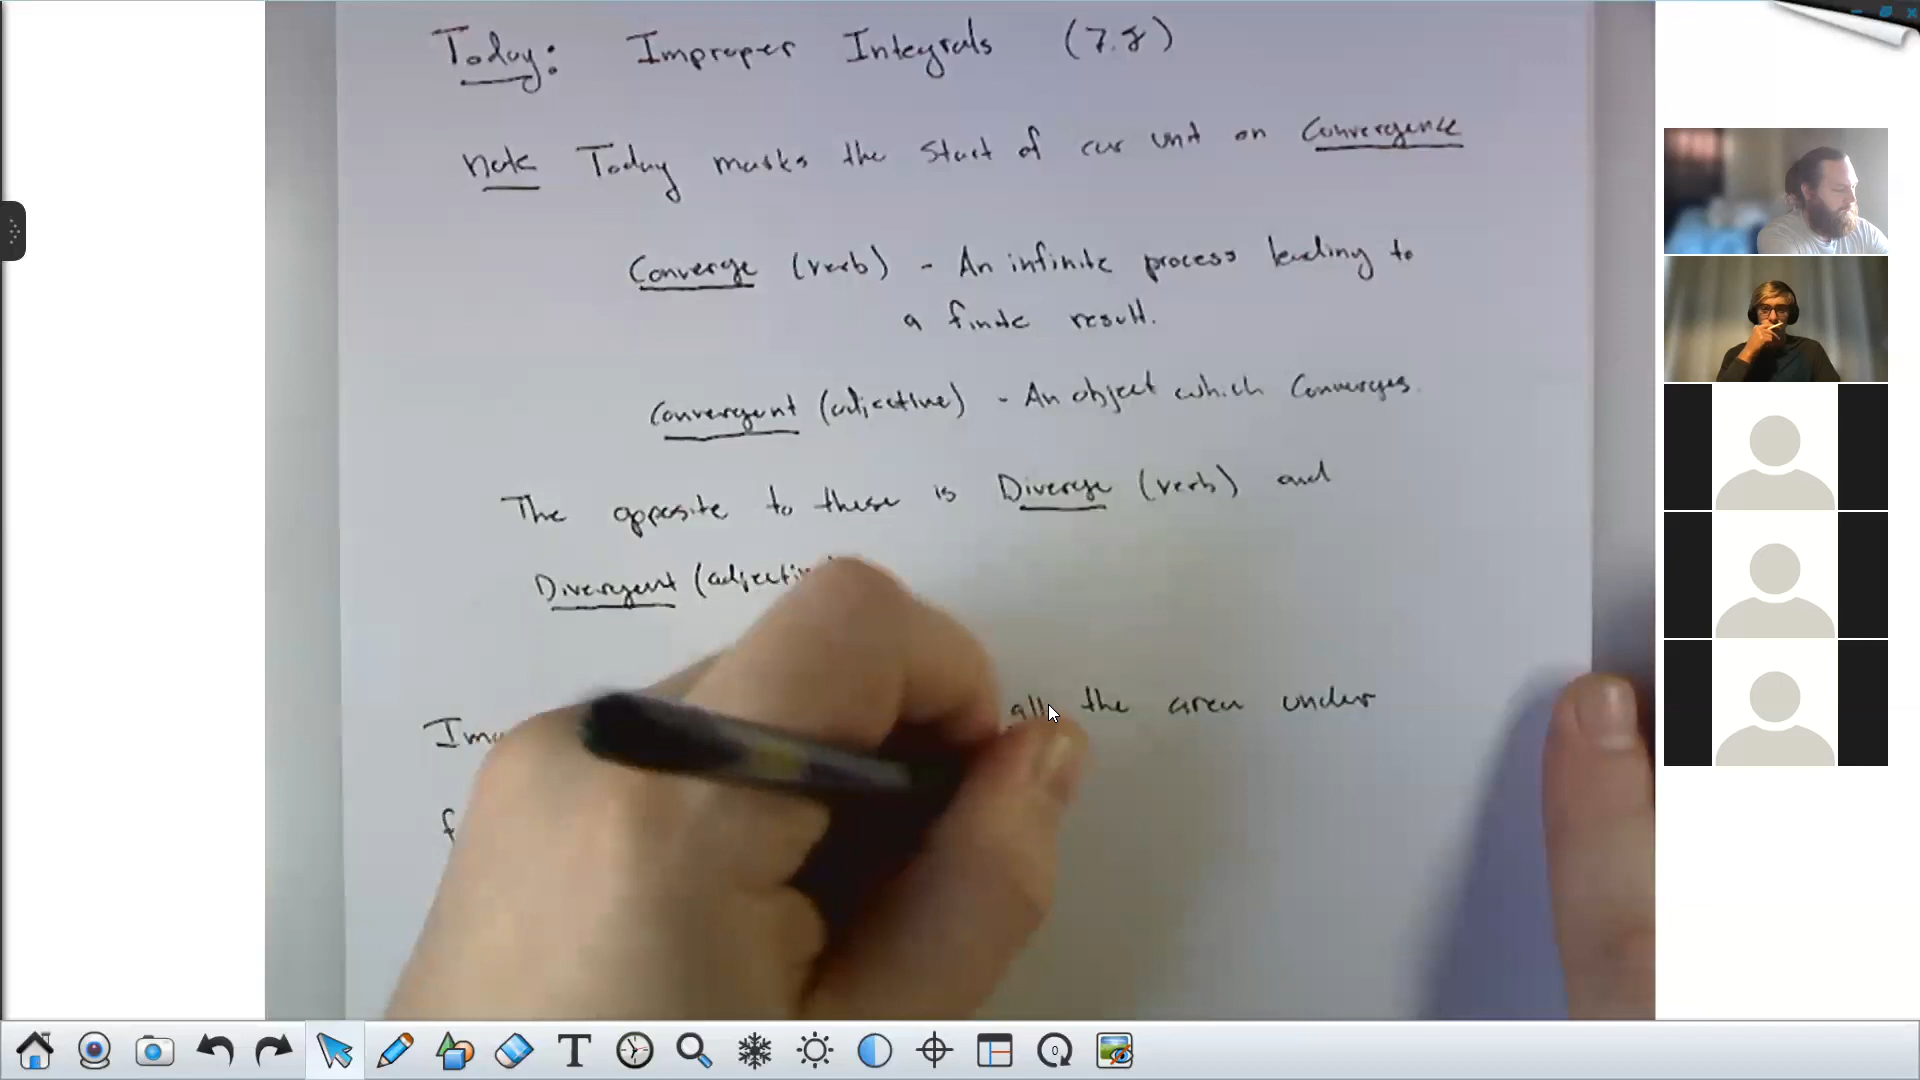 Today: Improper Integrals (7.8)
Note Today marks the start of our unit on Convergence
Converge (verb) - An infinite process leading to
a finite result.
Convergent (adjective) - An object which Converges.
The opposite to these is Diverge (verb) and
Divergent (adjectiv
all the area under
T
0